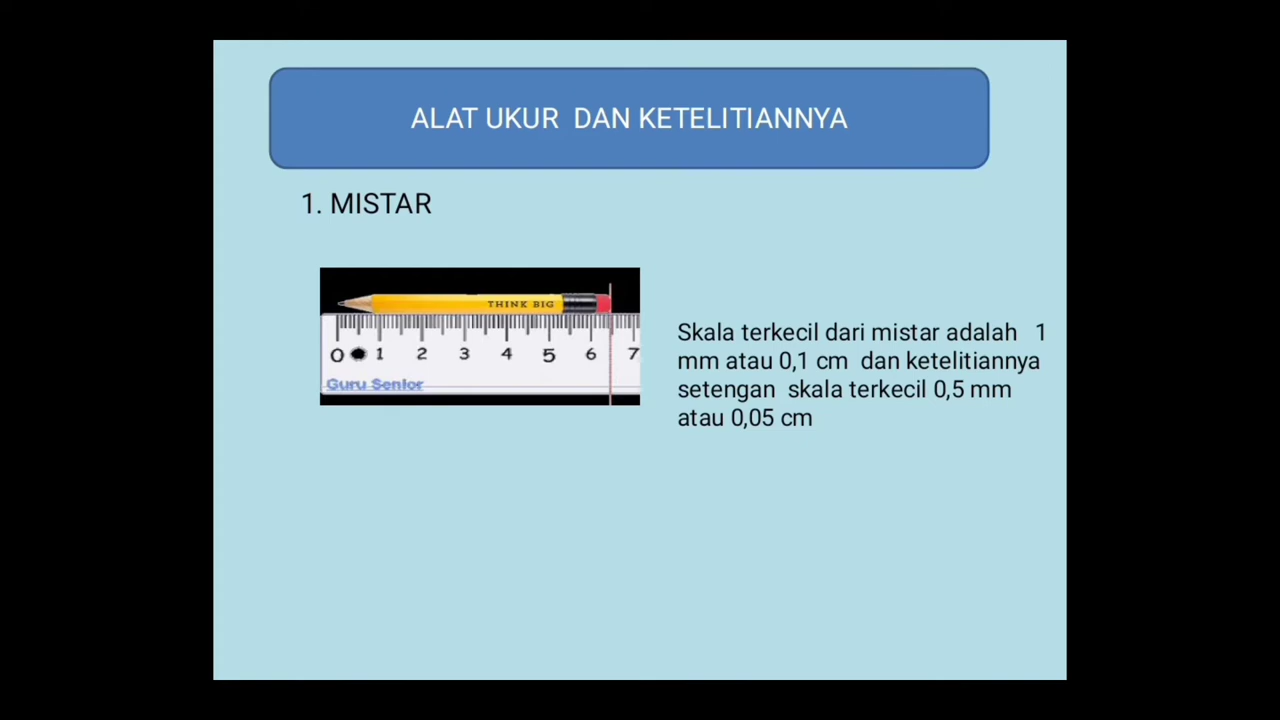 ALAT UKUR DAN KETELITIANNYA
1. MISTAR
THINK BIG
0 1 2 3 4 5 6 7
Guru Senior
Skala terkecil dari mistar adalah 1
mm atau 0,1 cm dan ketelitiannya
setengan skala terkecil 0,5 mm
atau 0,05 cm